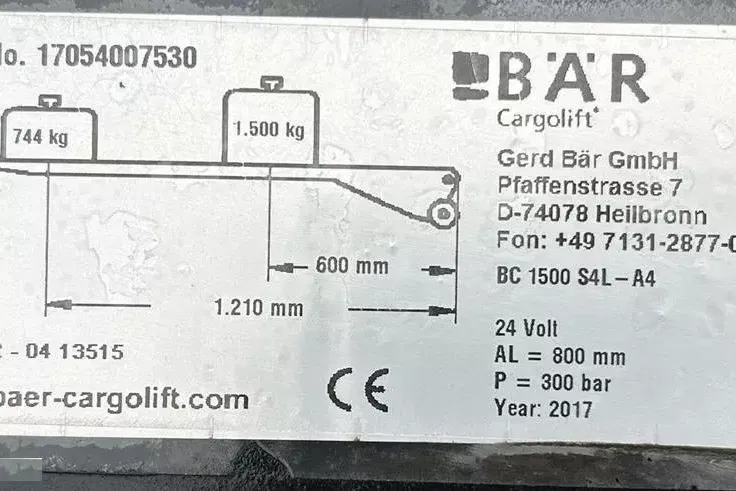 No. 17054007530
744 kg
1.500 kg
600 mm
1.210 mm
- 04 13515
baer-cargolift.com
CE
BÄR
Cargolift
Gerd Bär GmbH
Pfaffenstrasse 7
D-74078 Heilbronn
Fon: +49 7131-2877-0
BC 1500 S4L-A4
24 Volt
AL = 800 mm
P = 300 bar
Year: 2017